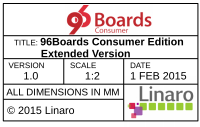 96Boards
Consumer
TITLE: 96Boards Consumer Edition
Extended Version
VERSION SCALE DATE
1.0 1:2 1 FEB 2015
ALL DIMENSIONS IN MM
© 2015 Linaro
Linaro